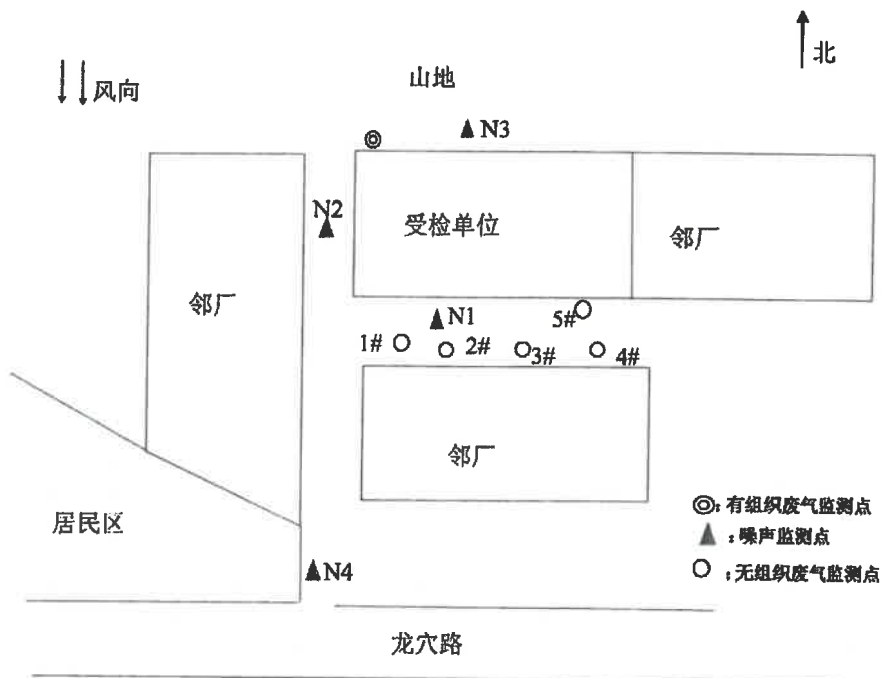 北
风向
山地
N3
N2
受检单位
邻厂
邻厂
N1
5#
1#
2#
3#
4#
邻厂
居民区
◎: 有组织废气监测点
▲: 噪声监测点
○: 无组织废气监测点
N4
龙穴路